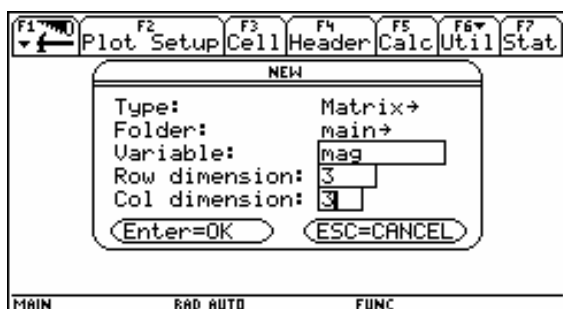 F1 F2 F3 F4 F5 F6 F7
Plot Setup Cell Header Calc Util Stat
NEW
Type: Matrix→
Folder: main→
Variable: mag
Row dimension: 3
Col dimension: 3
Enter=OK ESC=CANCEL
MAIN RAD AUTO FUNC